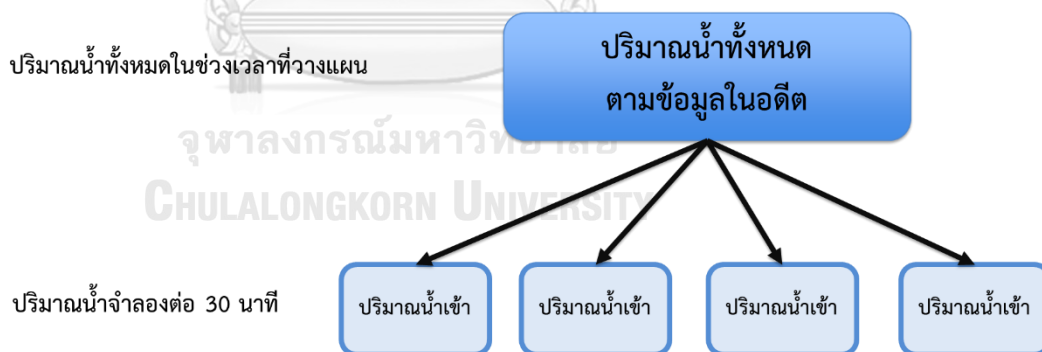 ปริมาณน้ำทั้งหนด
ตามข้อมูลในอดีต
ปริมาณน้ำทั้งหมดในช่วงเวลาที่วางแผน
จุฬาลงกรณ์มหาวิทยาลัย
CHULALONGKORN UNIVERSITY
ปริมาณน้ำจำลองต่อ 30 นาที
ปริมาณน้ำเข้า
ปริมาณน้ำเข้า
ปริมาณน้ำเข้า
ปริมาณน้ำเข้า